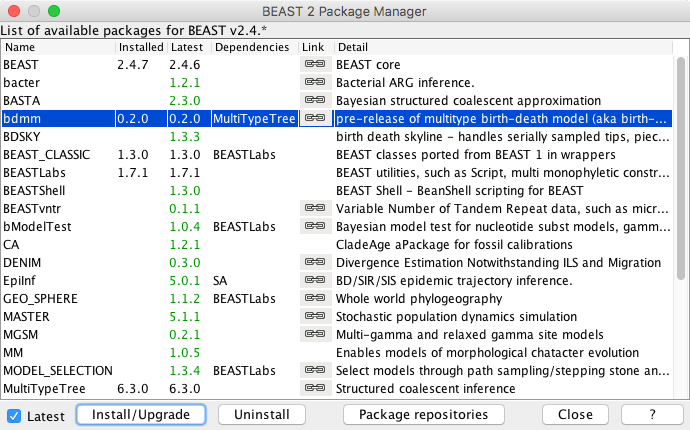 BEAST 2 Package Manager
List of available packages for BEAST v2.4.*
Name Installed Latest Dependencies Link Detail
BEAST 2.4.7 2.4.6 BEAST core
bacter 1.2.1 Bacterial ARG inference.
BASTA 2.3.0 Bayesian structured coalescent approximation
bdmm 0.2.0 0.2.0 MultiTypeTree pre-release of multitype birth-death model (aka birth-...
BDSKY 1.3.3 birth death skyline - handles serially sampled tips, piec...
BEAST_CLASSIC 1.3.0 1.3.0 BEASTLabs BEAST classes ported from BEAST 1 in wrappers
BEASTLabs 1.7.1 1.7.1 BEAST utilities, such as Script, multi monophyletic constr...
BEASTShell 1.3.0 BEAST Shell - BeanShell scripting for BEAST
BEASTvntr 0.1.1 Variable Number of Tandem Repeat data, such as micr...
bModelTest 1.0.4 BEASTLabs Bayesian model test for nucleotide subst models, gamm...
CA 1.2.1 CladeAge aPackage for fossil calibrations
DENIM 0.3.0 Divergence Estimation Notwithstanding ILS and Migration
EpiInf 5.0.1 SA BD/SIR/SIS epidemic trajectory inference.
GEO_SPHERE 1.1.2 BEASTLabs Whole world phylogeography
MASTER 5.1.1 Stochastic population dynamics simulation
MGSM 0.2.1 Multi-gamma and relaxed gamma site models
MM 1.0.5 Enables models of morphological chatacter evolution
MODEL_SELECTION 1.3.4 BEASTLabs Select models through path sampling/stepping stone an...
MultiTypeTree 6.3.0 6.3.0 Structured coalescent inference
Latest Install/Upgrade Uninstall Package repositories Close ?